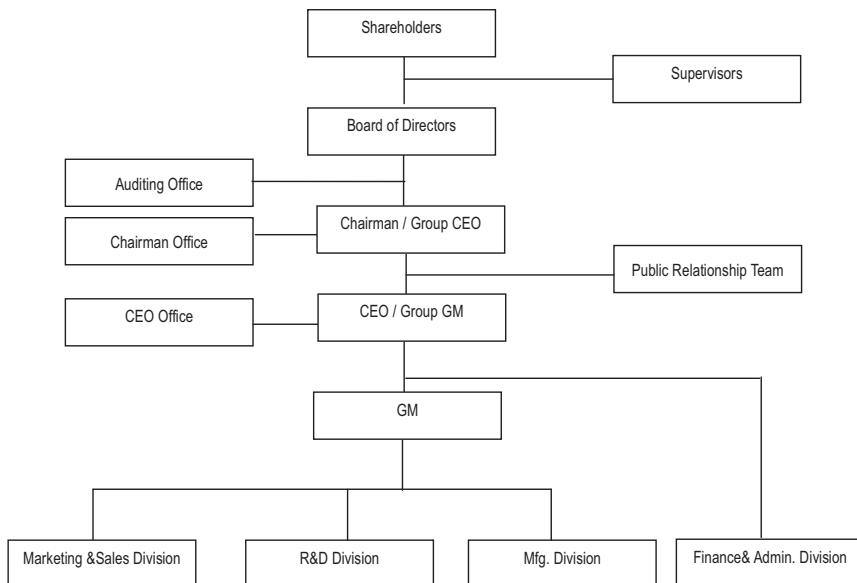 Shareholders
Supervisors
Board of Directors
Auditing Office
Chairman / Group CEO
Chairman Office
Public Relationship Team
CEO / Group GM
CEO Office
GM
Marketing &Sales Division
R&D Division
Mfg. Division
Finance& Admin. Division